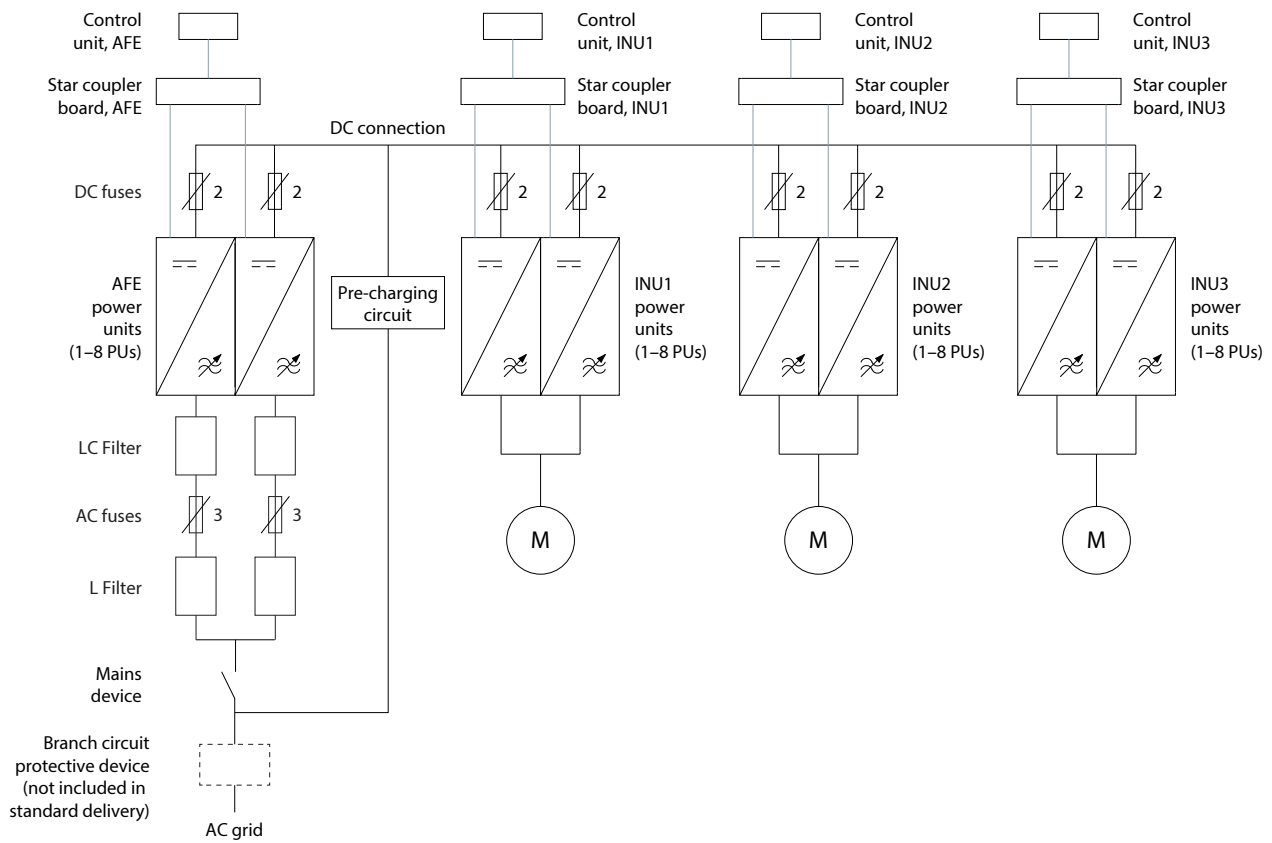 Control
unit, AFE
Control
unit, INU1
Control
unit, INU2
Control
unit, INU3
Star coupler
board, AFE
Star coupler
board, INU1
Star coupler
board, INU2
Star coupler
board, INU3
DC connection
DC fuses
2
2
2
2
2
2
2
2
AFE
power
units
(1–8 PUs)
Pre-charging
circuit
INU1
power
units
(1–8 PUs)
INU2
power
units
(1–8 PUs)
INU3
power
units
(1–8 PUs)
LC Filter
AC fuses
3
3
M
M
M
L Filter
Mains
device
Branch circuit
protective device
(not included in
standard delivery)
AC grid